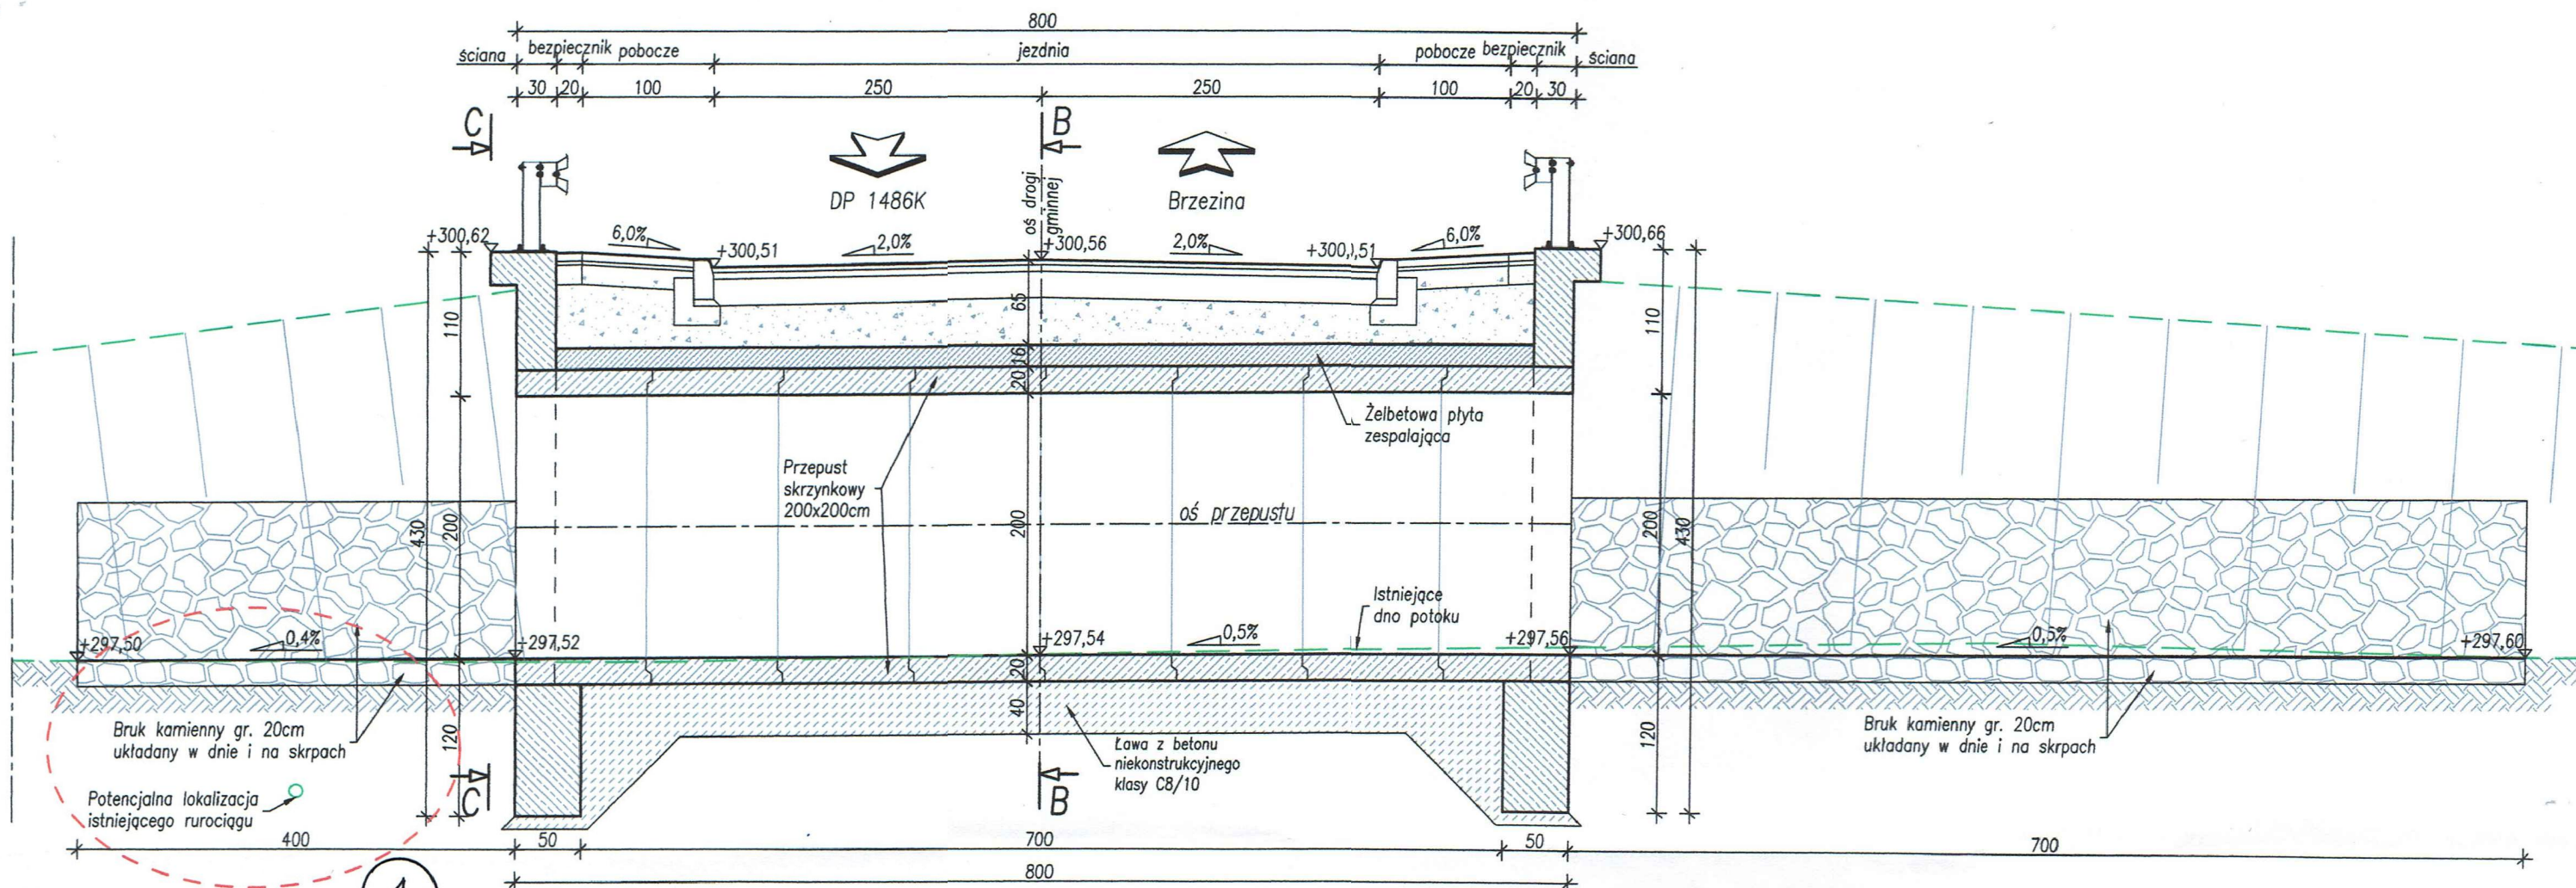 800
ściana bezpiecznik pobocze jezdnia pobocze bezpiecznik ściana
30 20 100 250 250 100 20 30
C B
DP 1486K
oś drogi
gminnej
Brzezina
+300,62 6,0% +300,51 2,0% +300,56 2,0% +300,51 6,0% +300,66
110 65 110
16
20
Żelbetowa płyta
zespalająca
Przepust
skrzynkowy
200x200cm
430 200 200 oś przepustu 200 430
Istniejące
dno potoku
+297,50 0,4% +297,52 +297,54 0,5% +297,56 0,5% +297,60
20
40
120 120
Bruk kamienny gr. 20cm
układany w dnie i na skrpach
Ława z betonu
niekonstrukcyjnego
klasy C8/10
Bruk kamienny gr. 20cm
układany w dnie i na skrpach
Potencjalna lokalizacja
istniejącego rurociągu
C B
400 50 700 50 700
800